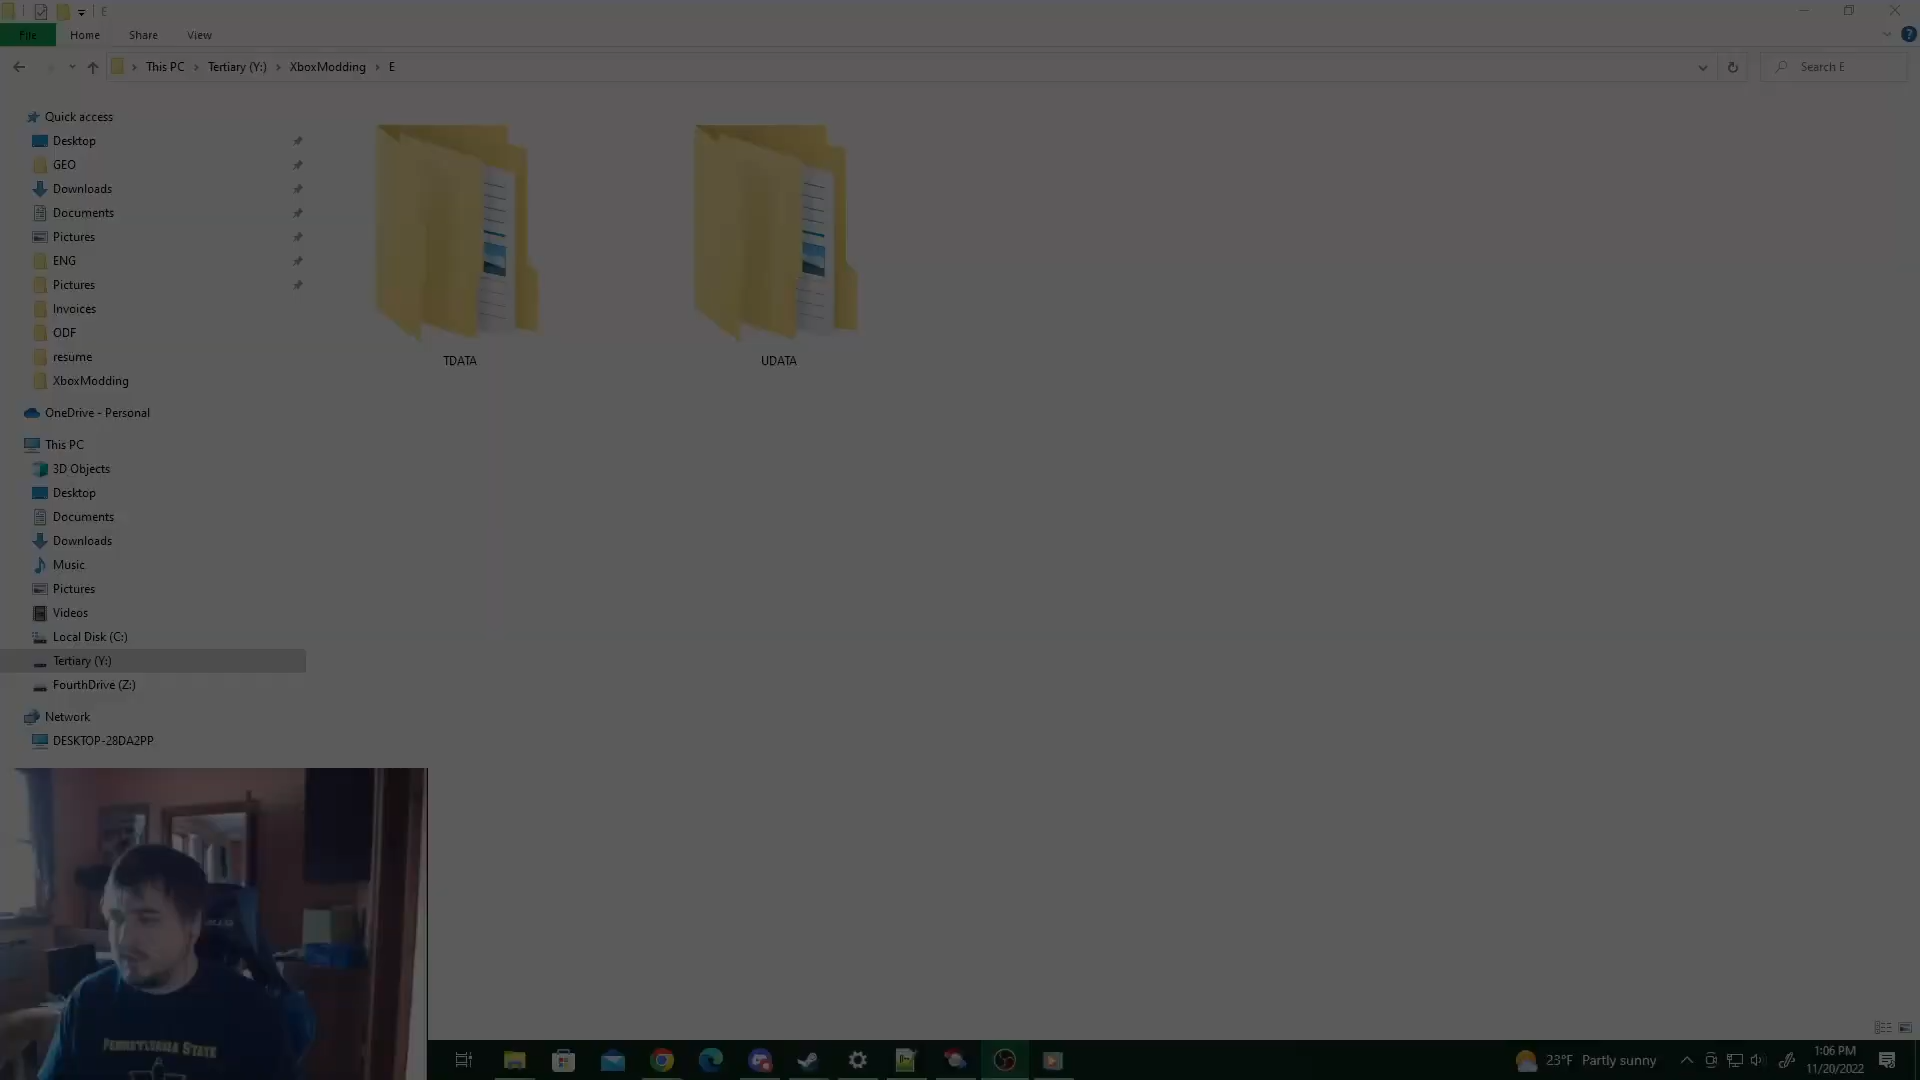 E
File
Home
Share
View
This PC
Tertiary (Y:)
XboxModding
E
Search E
Quick access
Desktop
GEO
Downloads
Documents
Pictures
ENG
Pictures
Invoices
ODF
resume
XboxModding
OneDrive - Personal
This PC
3D Objects
Desktop
Documents
Downloads
Music
Pictures
Videos
Local Disk (C:)
Tertiary (Y:)
FourthDrive (Z:)
Network
DESKTOP-28DA2PP
TDATA
UDATA
PENNSYLVANIA STATE
23°F Partly sunny
1:06 PM
11/20/2022